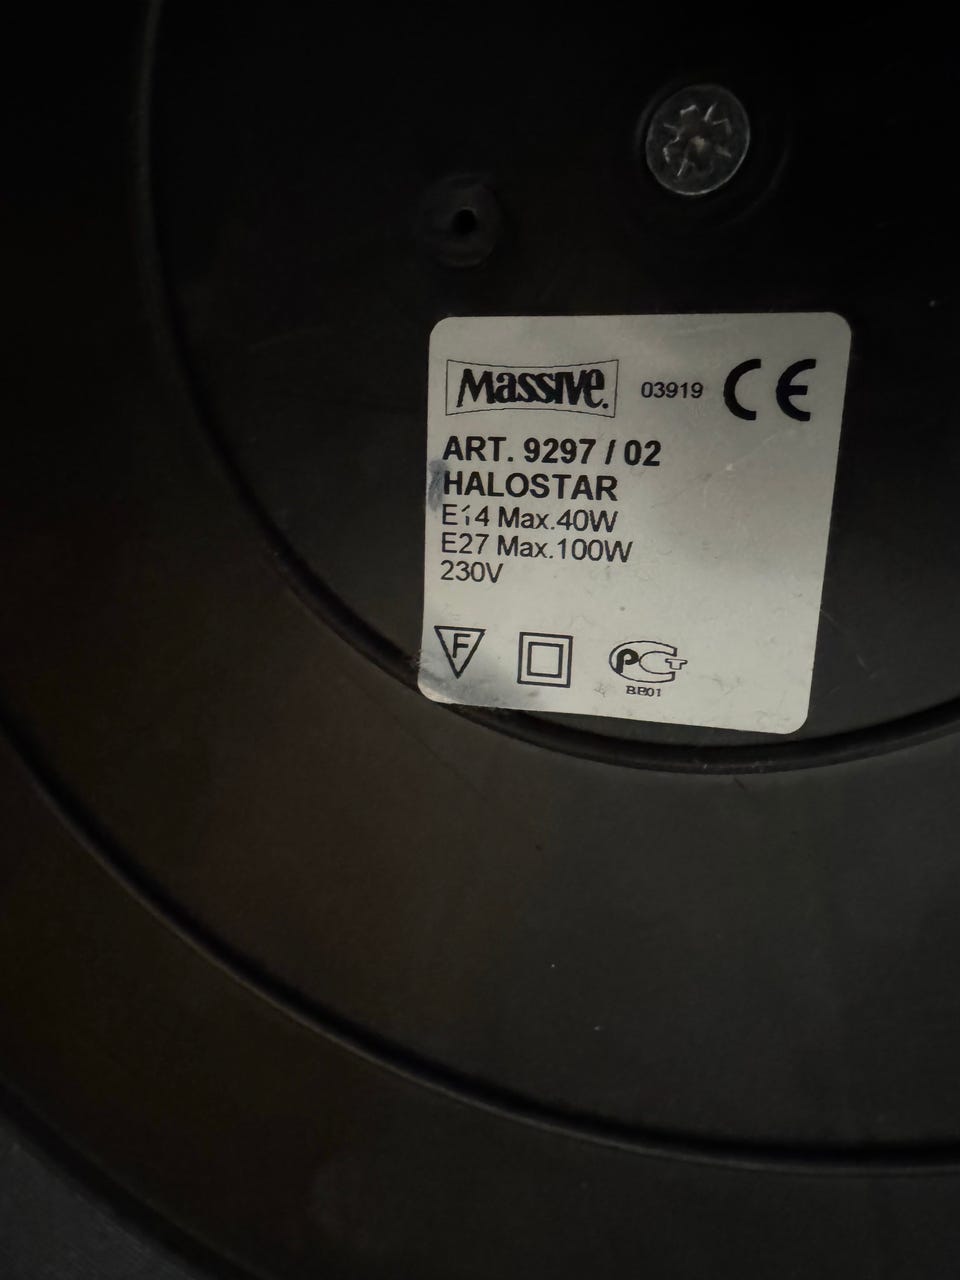 Massive. 03919 CE
ART. 9297 / 02
HALOSTAR
E14 Max.40W
E27 Max.100W
230V
F PCT
BB01